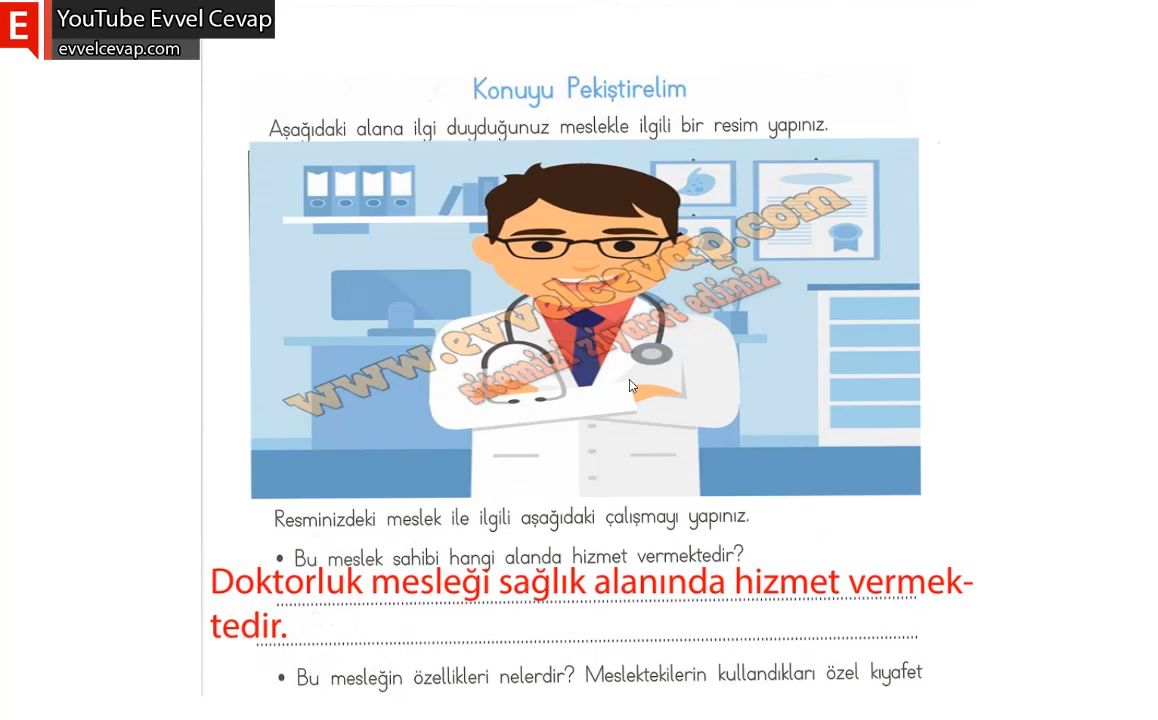 E YouTube Evvel Cevap
evvelcevap.com
Konuyu Pekiştirelim
Aşağıdaki alana ilgi duyduğunuz meslekle ilgili bir resim yapınız.
www.evvelcevap.com
sitemizi ziyaret ediniz
Resminizdeki meslek ile ilgili aşağıdaki çalışmayı yapınız.
• Bu meslek sahibi hangi alanda hizmet vermektedir?
Doktorluk mesleği sağlık alanında hizmet vermek-
tedir.
• Bu mesleğin özellikleri nelerdir? Meslektekilerin kullandıkları özel kıyafet